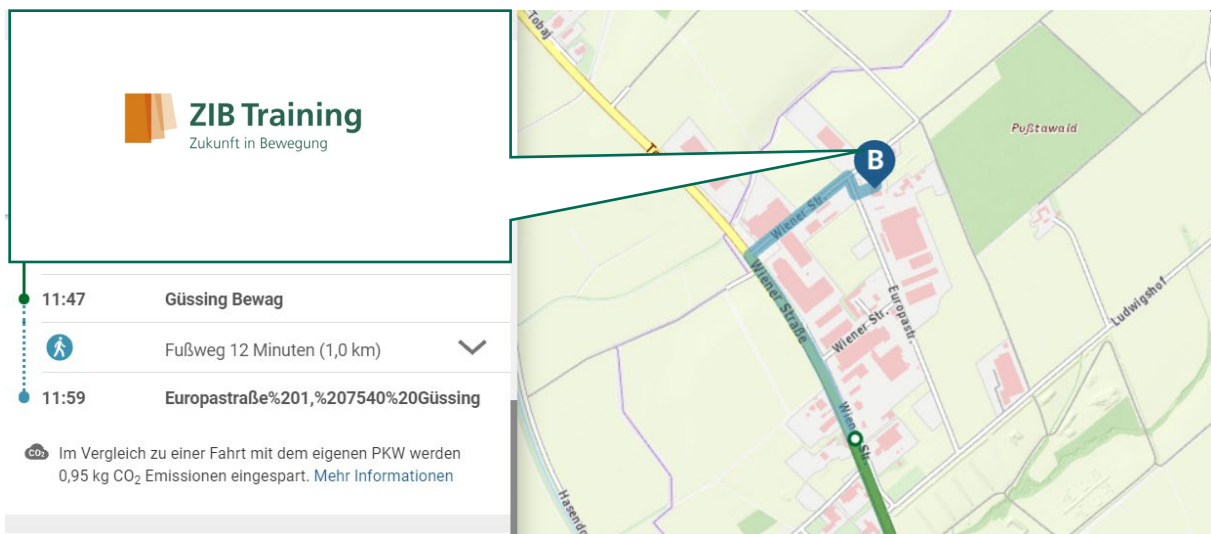 ZIB Training
Zukunft in Bewegung
11:47 Güssing Bewag
Fußweg 12 Minuten (1,0 km)
11:59 Europastraße%201,%207540%20Güssing
CO₂
Im Vergleich zu einer Fahrt mit dem eigenen PKW werden
0,95 kg CO₂ Emissionen eingespart. Mehr Informationen
Tobaj
Pußtawald
B
Wiener Str.
Wiener Straße
Europastr.
Wiener Str.
Ludwigshof